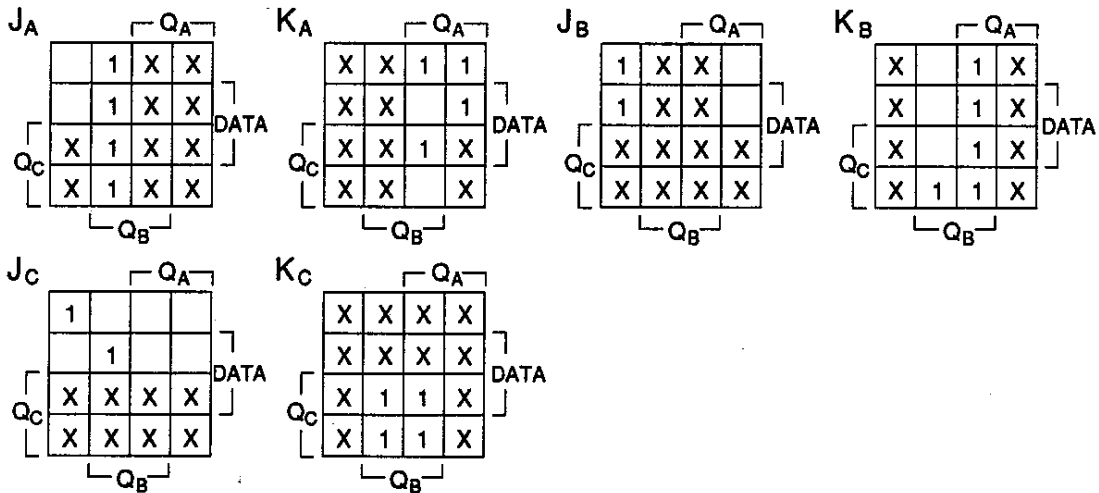 J_A Q_A
1 X X
1 X X
DATA
X 1 X X
Q_C
X 1 X X
Q_B
K_A Q_A
X X 1 1
X X 1
DATA
X X 1 X
Q_C
X X X
Q_B
J_B Q_A
1 X X
1 X X
DATA
X X X X
Q_C
X X X X
Q_B
K_B Q_A
X 1 X
X 1 X
DATA
X 1 X
Q_C
X 1 1 X
Q_B
J_C Q_A
1
1
DATA
X X X X
Q_C
X X X X
Q_B
K_C Q_A
X X X X
X X X X
DATA
X 1 1 X
Q_C
X 1 1 X
Q_B